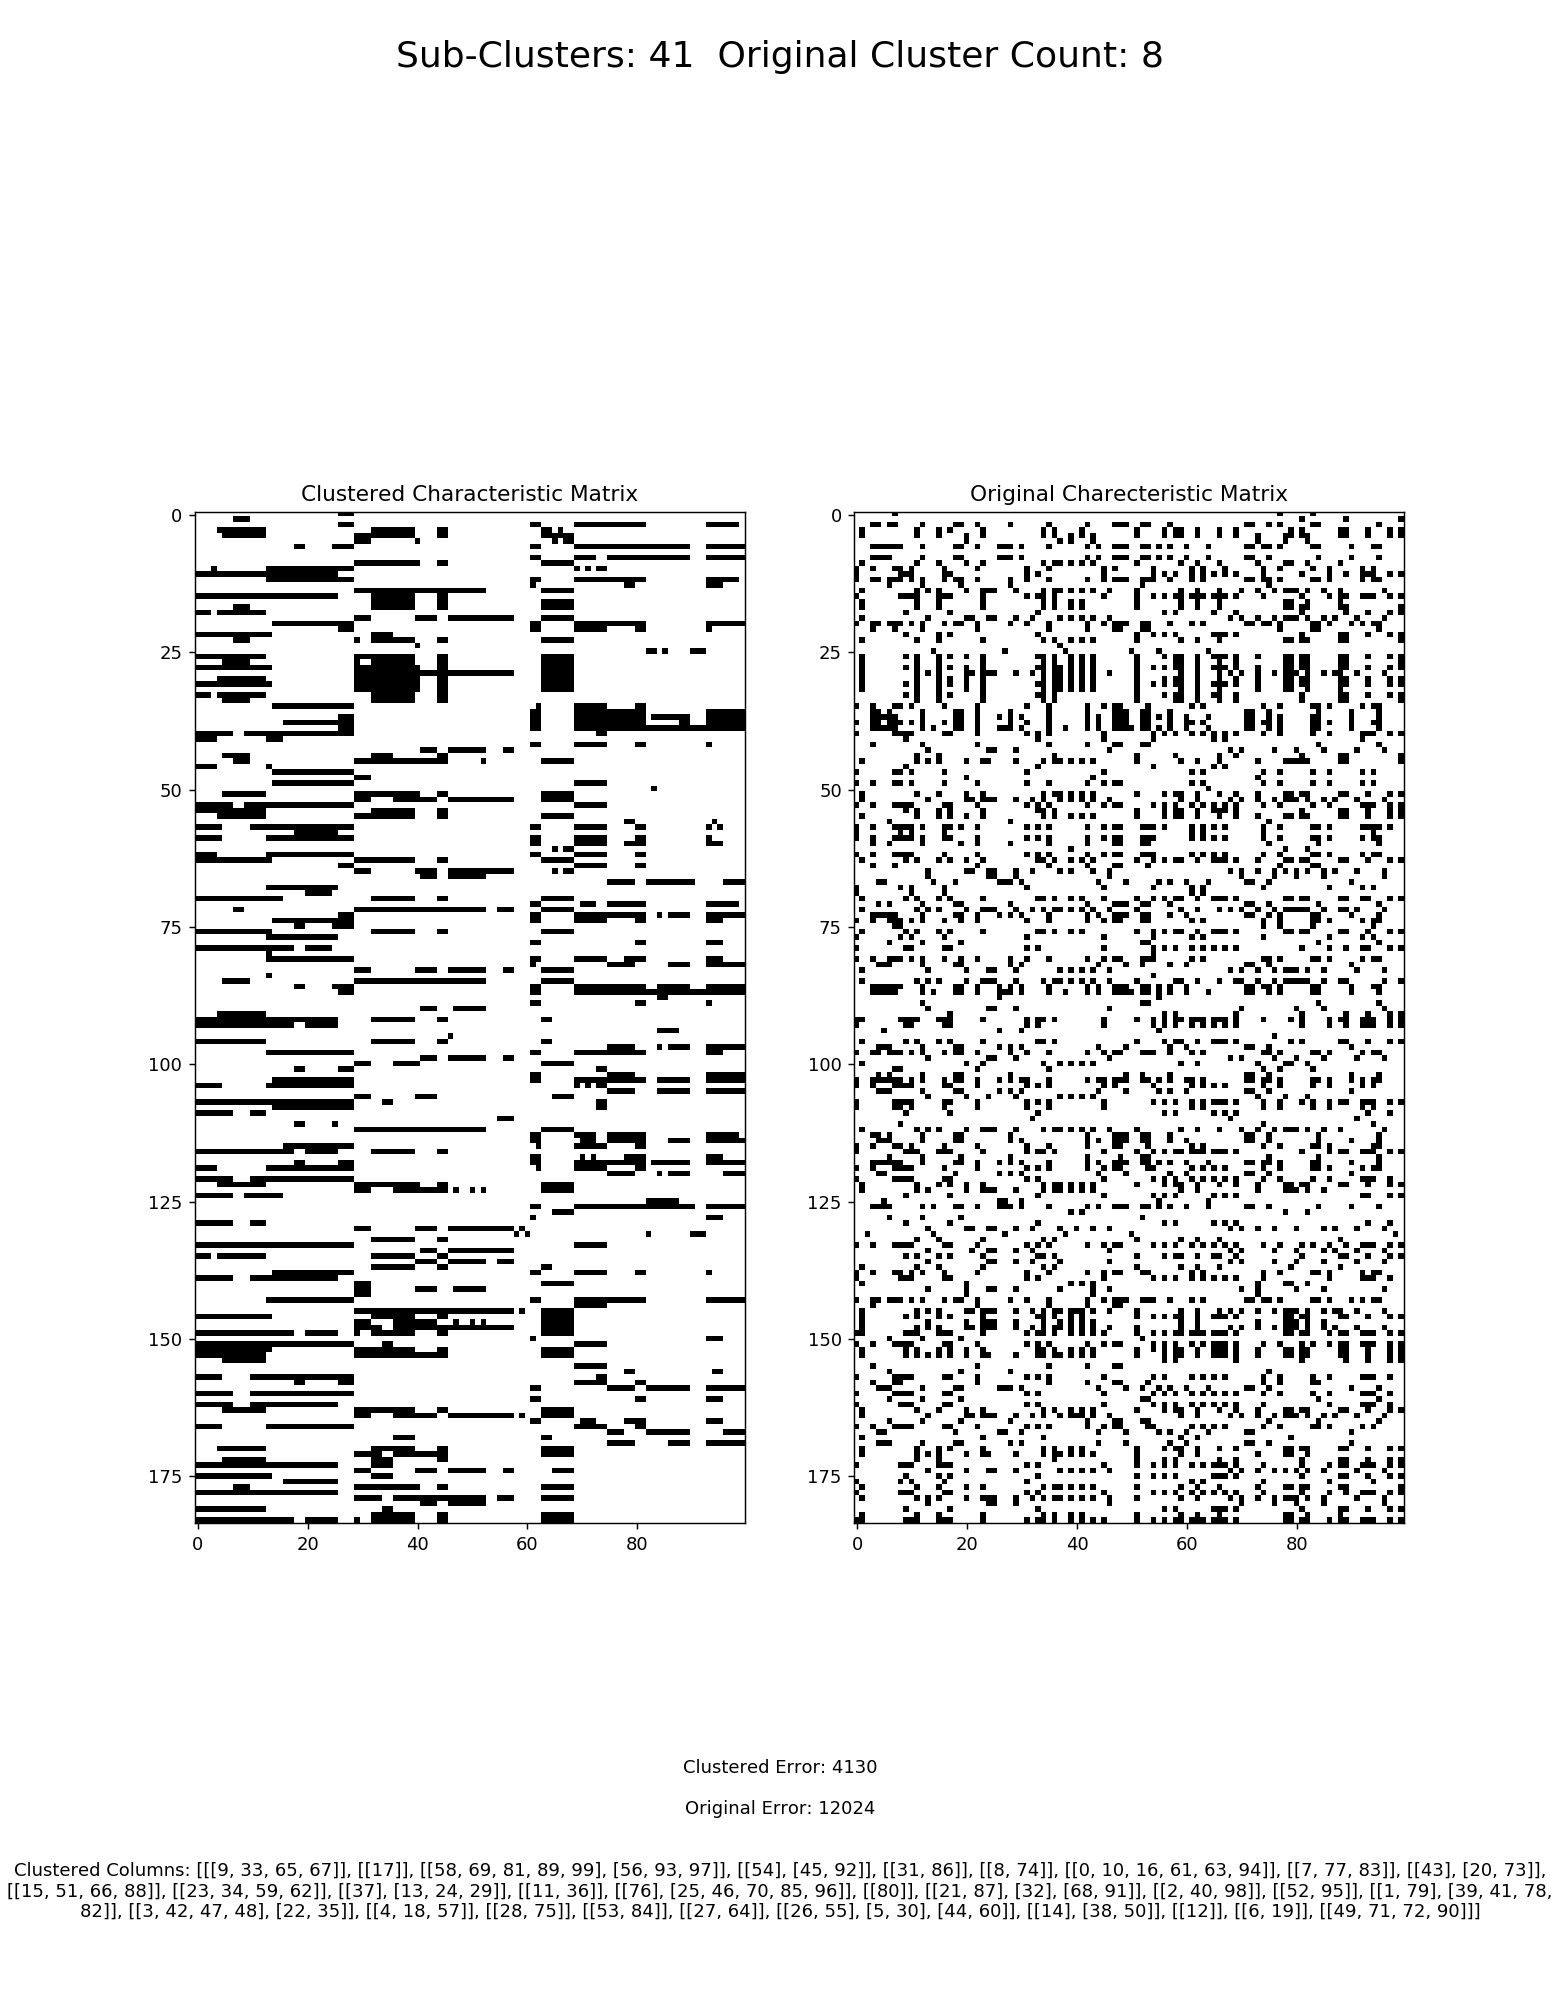 Sub-Clusters: 41  Original Cluster Count: 8
Clustered Characteristic Matrix
0
25
50
75
100
125
150
175
0 20 40 60 80
Original Charecteristic Matrix
0
25
50
75
100
125
150
175
0 20 40 60 80
Clustered Error: 4130
Original Error: 12024
Clustered Columns: [[[9, 33, 65, 67]], [[17]], [[58, 69, 81, 89, 99], [56, 93, 97]], [[54], [45, 92]], [[31, 86]], [[8, 74]], [[0, 10, 16, 61, 63, 94]], [[7, 77, 83]], [[43], [20, 73]],
[[15, 51, 66, 88]], [[23, 34, 59, 62]], [[37], [13, 24, 29]], [[11, 36]], [[76], [25, 46, 70, 85, 96]], [[80]], [[21, 87], [32], [68, 91]], [[2, 40, 98]], [[52, 95]], [[1, 79], [39, 41, 78,
82]], [[3, 42, 47, 48], [22, 35]], [[4, 18, 57]], [[28, 75]], [[53, 84]], [[27, 64]], [[26, 55], [5, 30], [44, 60]], [[14], [38, 50]], [[12]], [[6, 19]], [[49, 71, 72, 90]]]